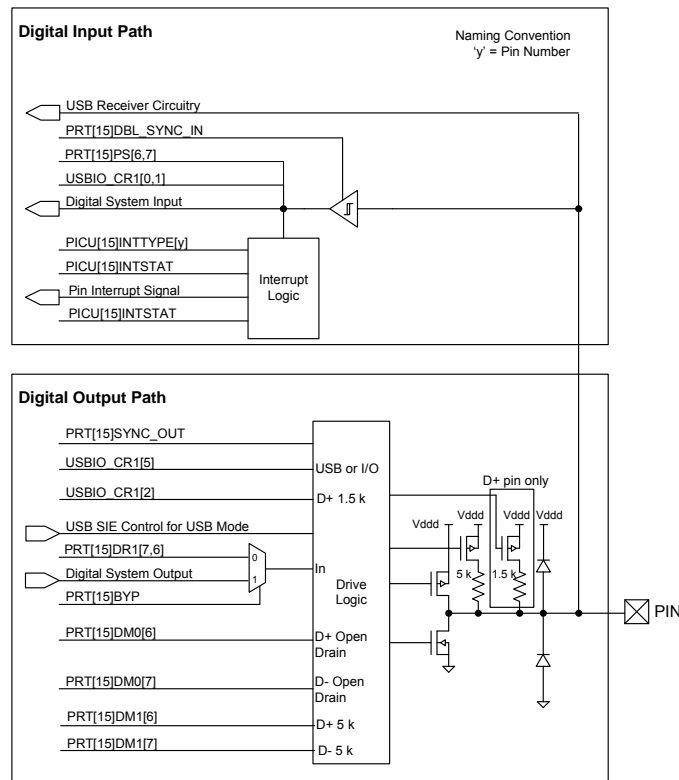 Digital Input Path
Naming Convention
'y' = Pin Number
USB Receiver Circuitry
PRT[15]DBL_SYNC_IN
PRT[15]PS[6,7]
USBIO_CR1[0,1]
Digital System Input
PICU[15]INTTYPE[y]
PICU[15]INTSTAT
Pin Interrupt Signal
PICU[15]INTSTAT
Interrupt
Logic
Digital Output Path
PRT[15]SYNC_OUT
USBIO_CR1[5]
USB or I/O
USBIO_CR1[2]
D+ 1.5 k
D+ pin only
Vddd Vddd Vddd Vddd
USB SIE Control for USB Mode
PRT[15]DR1[7,6]
0
Digital System Output
1
PRT[15]BYP
In
Drive
Logic
5 k
1.5 k
PIN
PRT[15]DM0[6]
D+ Open
Drain
PRT[15]DM0[7]
D- Open
Drain
PRT[15]DM1[6]
D+ 5 k
PRT[15]DM1[7]
D- 5 k